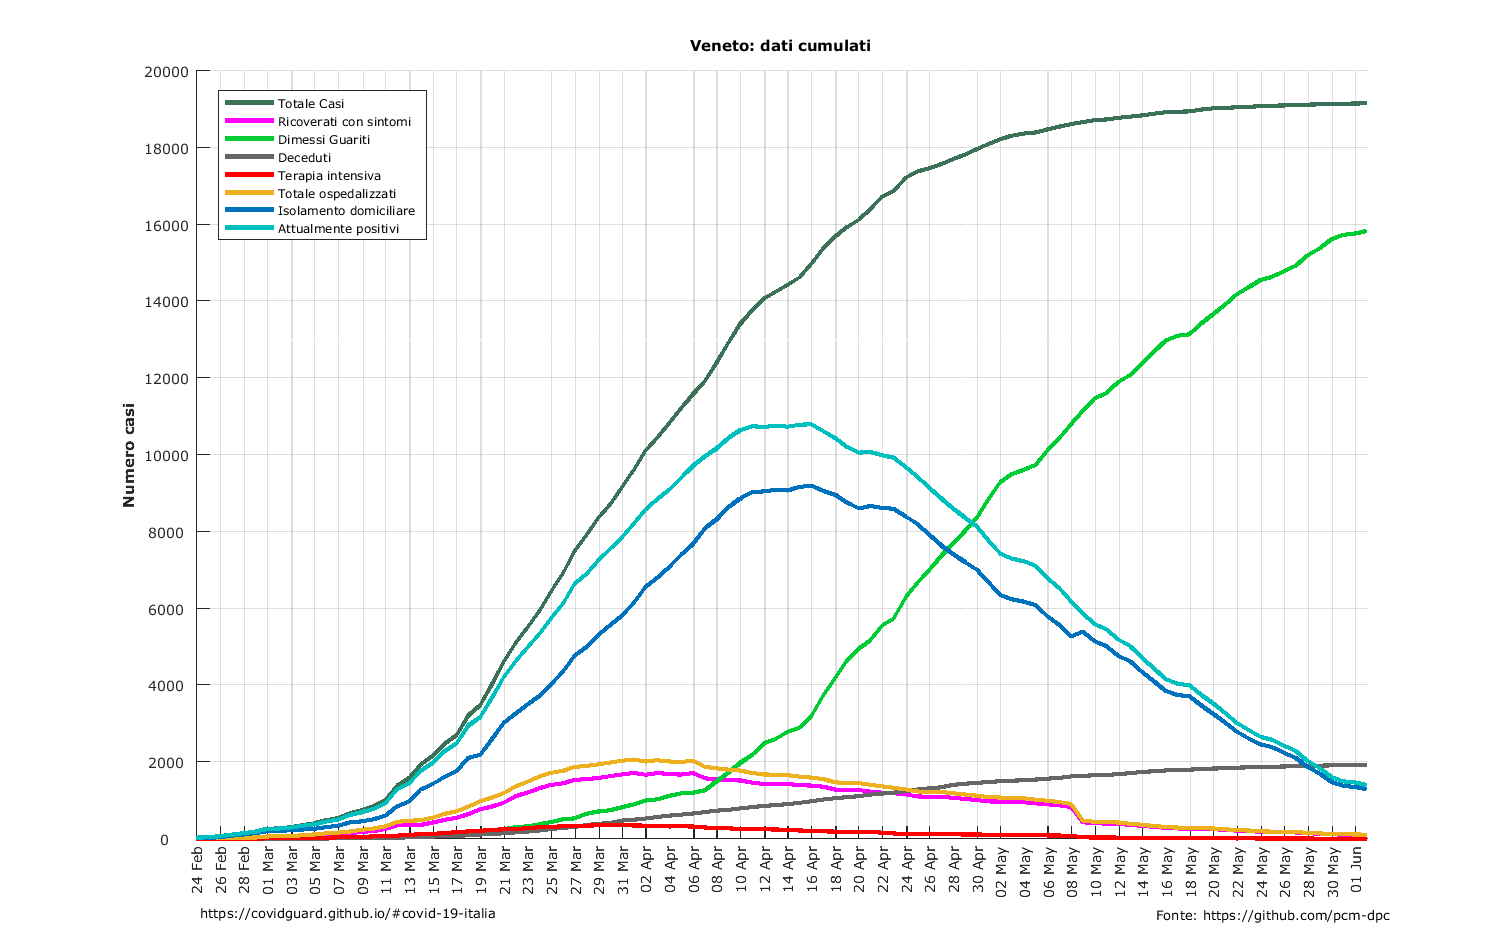 Veneto: dati cumulati
20000
18000
16000
14000
12000
10000
8000
6000
4000
2000
0
Numero casi
Totale Casi
Ricoverati con sintomi
Dimessi Guariti
Deceduti
Terapia intensiva
Totale ospedalizzati
Isolamento domiciliare
Attualmente positivi
24 Feb
26 Feb
28 Feb
01 Mar
03 Mar
05 Mar
07 Mar
09 Mar
11 Mar
13 Mar
15 Mar
17 Mar
19 Mar
21 Mar
23 Mar
25 Mar
27 Mar
29 Mar
31 Mar
02 Apr
04 Apr
06 Apr
08 Apr
10 Apr
12 Apr
14 Apr
16 Apr
18 Apr
20 Apr
22 Apr
24 Apr
26 Apr
28 Apr
30 Apr
02 May
04 May
06 May
08 May
10 May
12 May
14 May
16 May
18 May
20 May
22 May
24 May
26 May
28 May
30 May
01 Jun
https://covidguard.github.io/#covid-19-italia
Fonte: https://github.com/pcm-dpc